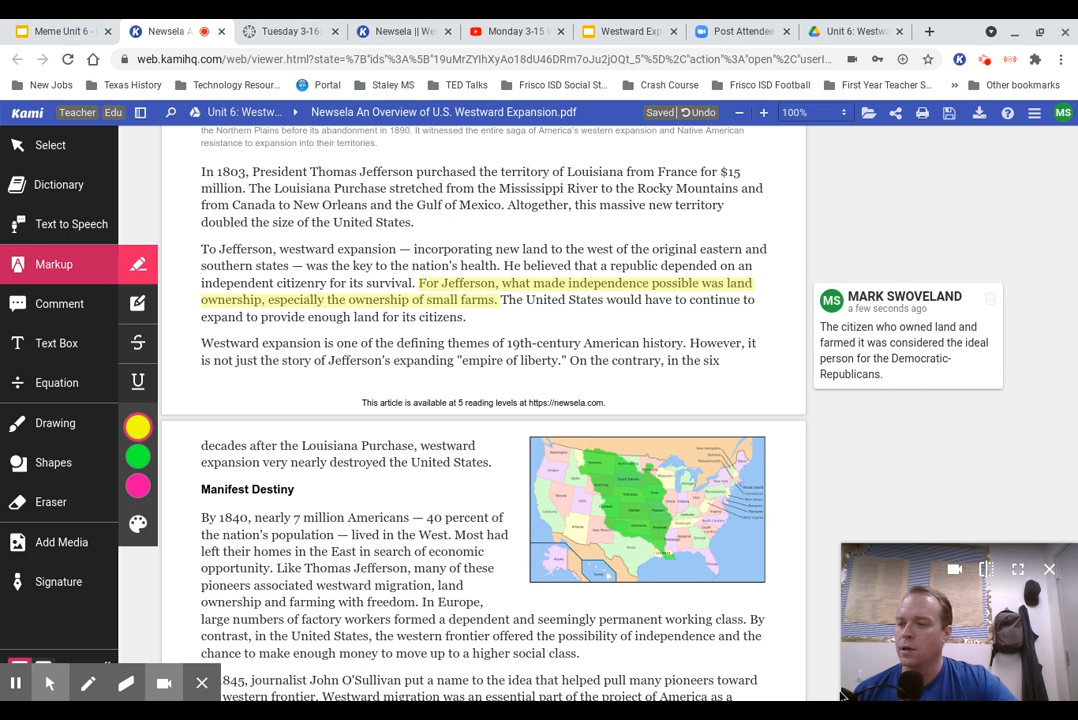 Meme Unit 6 -
Newsela A
Tuesday 3-16
Newsela || We
Monday 3-15 W
Westward Exp
Post Attendee
Unit 6: Westw
web.kamihq.com/web/viewer.html?state=%7B"ids"%3A%5B"19uMrZYlhXyAo18dU46DRm7oJu2jOQt_5"%5D%2C"action"%3A"open"%2C"userI...
New Jobs
Texas History
Technology Resour...
Portal
Staley MS
TED Talks
Frisco ISD Social St...
Crash Course
Frisco ISD Football
First Year Teacher S...
»
Other bookmarks
Kami
Teacher
Edu
Unit 6: Westw...
Newsela An Overview of U.S. Westward Expansion.pdf
Saved
Undo
100%
MS
Select
Dictionary
Text to Speech
Markup
Comment
Text Box
Equation
Drawing
Shapes
Eraser
Add Media
Signature
the Northern Plains before its abandonment in 1890. It witnessed the entire saga of America's western expansion and Native American
resistance to expansion into their territories.
In 1803, President Thomas Jefferson purchased the territory of Louisiana from France for $15
million. The Louisiana Purchase stretched from the Mississippi River to the Rocky Mountains and
from Canada to New Orleans and the Gulf of Mexico. Altogether, this massive new territory
doubled the size of the United States.
To Jefferson, westward expansion — incorporating new land to the west of the original eastern and
southern states — was the key to the nation's health. He believed that a republic depended on an
independent citizenry for its survival. For Jefferson, what made independence possible was land
ownership, especially the ownership of small farms. The United States would have to continue to
expand to provide enough land for its citizens.
Westward expansion is one of the defining themes of 19th-century American history. However, it
is not just the story of Jefferson's expanding "empire of liberty." On the contrary, in the six
This article is available at 5 reading levels at https://newsela.com.
decades after the Louisiana Purchase, westward
expansion very nearly destroyed the United States.
Manifest Destiny
By 1840, nearly 7 million Americans — 40 percent of
the nation's population — lived in the West. Most had
left their homes in the East in search of economic
opportunity. Like Thomas Jefferson, many of these
pioneers associated westward migration, land
ownership and farming with freedom. In Europe,
large numbers of factory workers formed a dependent and seemingly permanent working class. By
contrast, in the United States, the western frontier offered the possibility of independence and the
chance to make enough money to move up to a higher social class.
845, journalist John O'Sullivan put a name to the idea that helped pull many pioneers toward
western frontier. Westward migration was an essential part of the project of America as a
MS
MARK SWOVELAND
a few seconds ago
The citizen who owned land and
farmed it was considered the ideal
person for the Democratic-
Republicans.